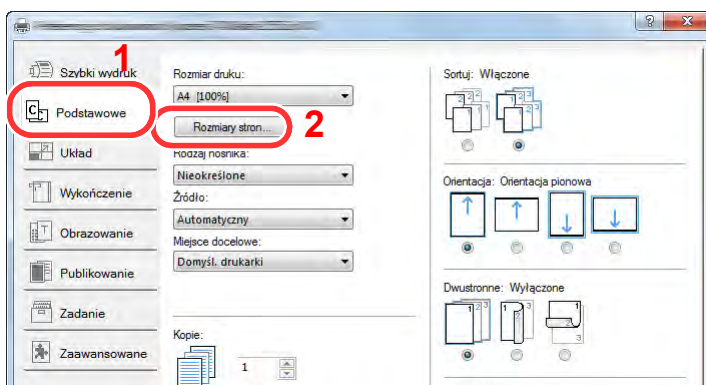 1
Szybki wydruk
Podstawowe
Układ
Wykończenie
Obrazowanie
Publikowanie
Zadanie
Zaawansowane
Rozmiar druku:
A4 [100%]
Rozmiary stron...
2
Rodzaj nośnika:
Nieokreślone
Źródło:
Automatyczny
Miejsce docelowe:
Domyśl. drukarki
Kopie:
1
Sortuj: Włączone
Orientacja: Orientacja pionowa
Dwustronne: Wyłączone